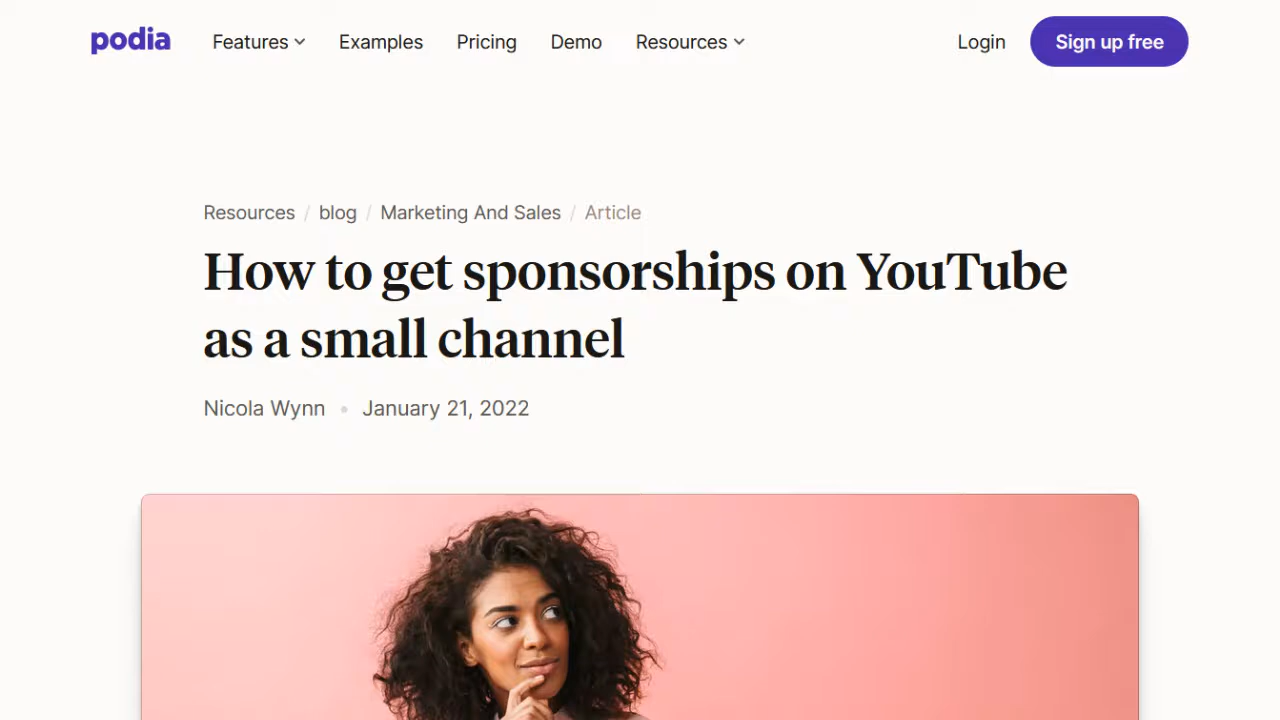 podia Features Examples Pricing Demo Resources Login Sign up free
Resources / blog / Marketing And Sales / Article
How to get sponsorships on YouTube
as a small channel
Nicola Wynn • January 21, 2022